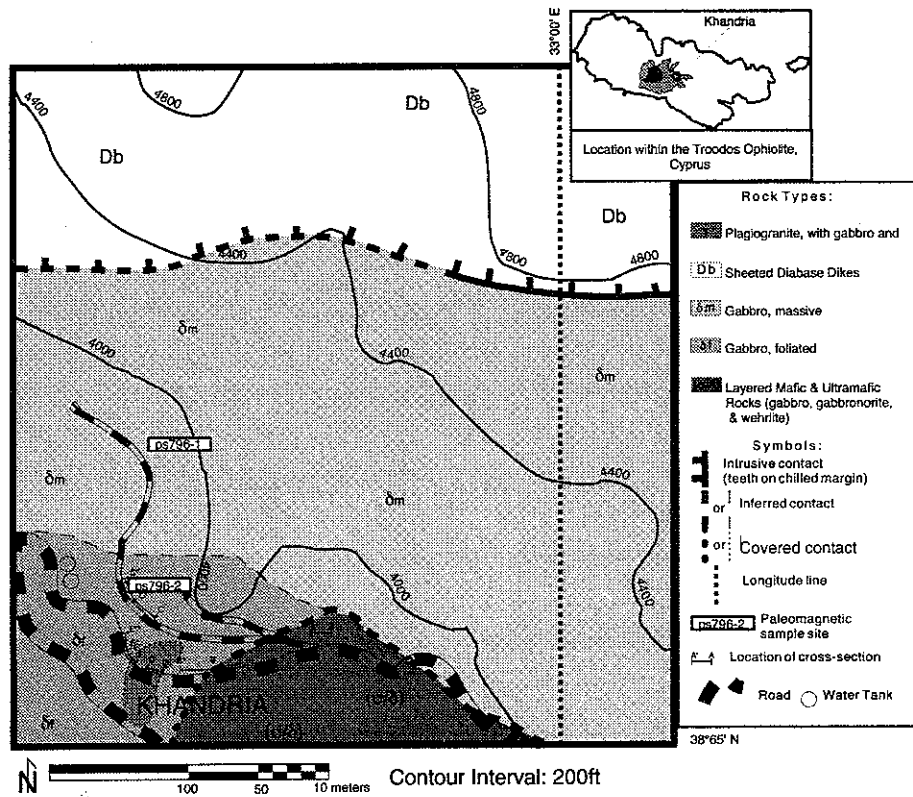 33°00' E
Khandria
Location within the Troodos Ophiolite,
Cyprus
4400
4800
4800
Db
Db
Db
4400
4800
4800
δm
4000
4400
δm
ps796-1
δm
δm
4400
4000
4400
ps796-2
δf
δf
KHANDRIA
Rock Types:
Plagiogranite, with gabbro and
Db Sheeted Diabase Dikes
δm Gabbro, massive
δf Gabbro, foliated
Layered Mafic & Ultramafic
Rocks (gabbro, gabbronorite,
& wehrlite)
Symbols:
Intrusive contact
(teeth on chilled margin)
or Inferred contact
or Covered contact
Longitude line
ps796-2 Paleomagnetic
sample site
A' A Location of cross-section
Road Water Tank
38°65' N
N
100 50 10 meters
Contour Interval: 200ft